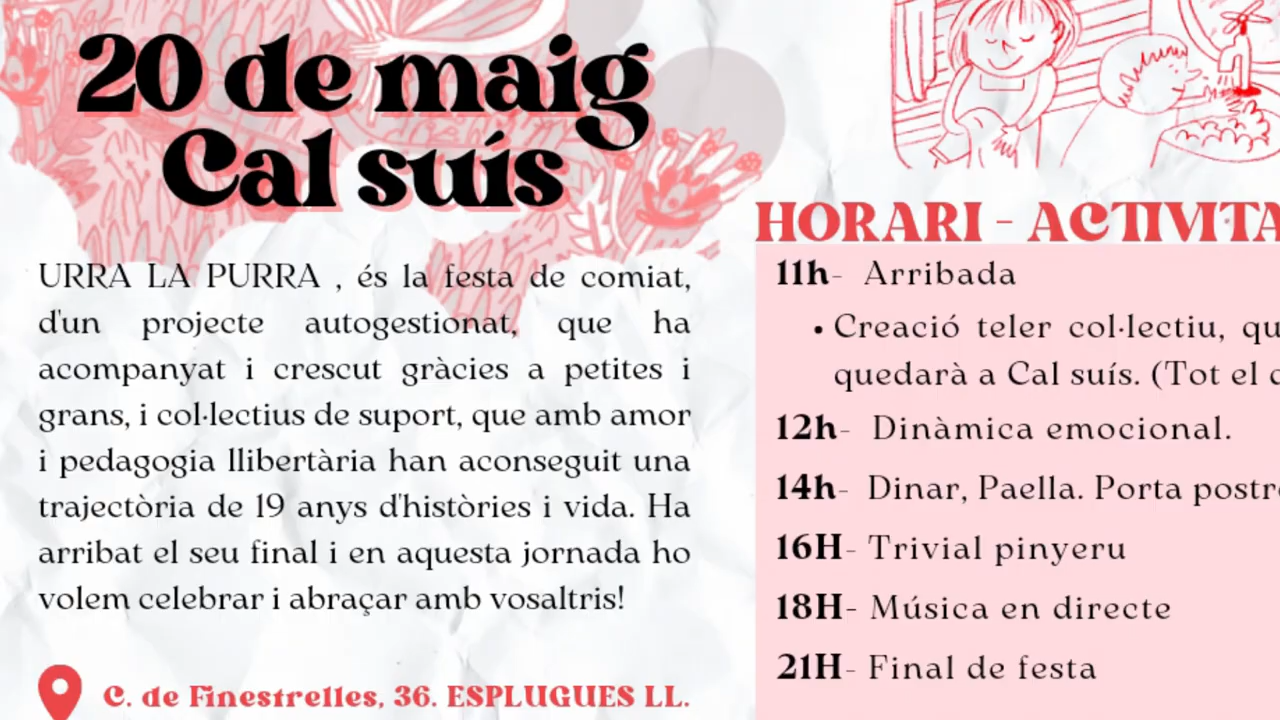 20 de maig
Cal suís
URRA LA PURRA , és la festa de comiat,
d'un projecte autogestionat, que ha
acompanyat i crescut gràcies a petites i
grans, i col·lectius de suport, que amb amor
i pedagogia llibertària han aconseguit una
trajectòria de 19 anys d'històries i vida. Ha
arribat el seu final i en aquesta jornada ho
volem celebrar i abraçar amb vosaltris!
C. de Finestrelles, 36. ESPLUGUES LL.
HORARI -
11h- Arribada
• Creació teler col·lectiu,
quedarà a Cal suís. (Tot el
12h- Dinàmica emocional.
14h- Dinar, Paella. Porta
16H- Trivial pinyeru
18H- Música en directe
21H- Final de festa